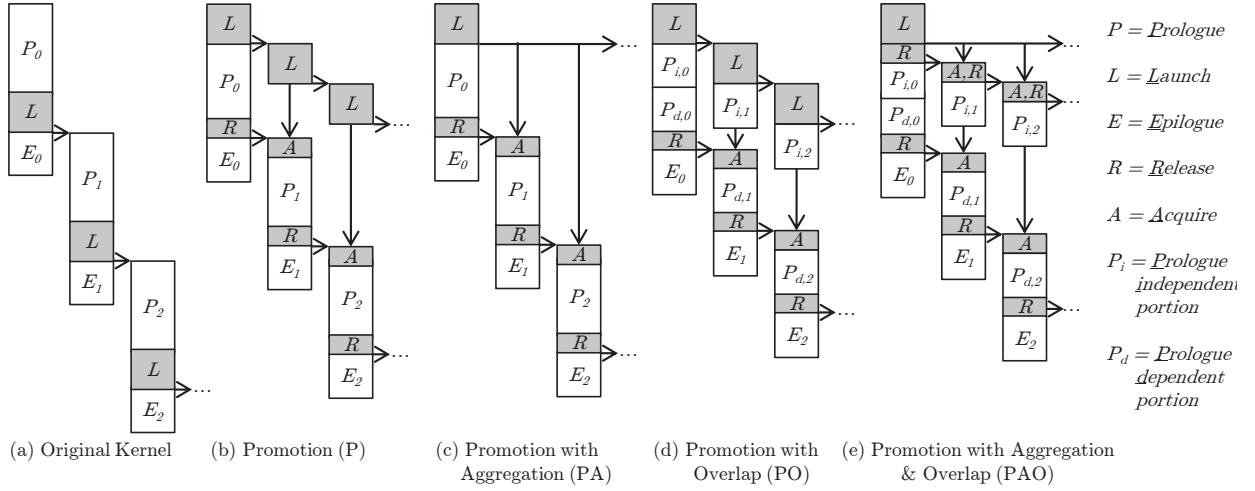 P0
L
E0
P1
L
E1
P2
L
E2
...
(a) Original Kernel
L
P0
R
E0
L
A
P1
R
E1
L
...
A
P2
R
...
E2
(b) Promotion (P)
L
...
P0
R
E0
A
P1
R
E1
A
P2
R
...
E2
(c) Promotion with
Aggregation (PA)
L
Pi,0
Pd,0
R
E0
L
Pi,1
A
Pd,1
R
E1
L
...
Pi,2
A
Pd,2
R
...
E2
(d) Promotion with
Overlap (PO)
L
...
R
Pi,0
Pd,0
R
E0
A,R
Pi,1
A
Pd,1
R
E1
A,R
...
Pi,2
A
Pd,2
R
...
E2
(e) Promotion with Aggregation
& Overlap (PAO)
P = Prologue
L = Launch
E = Epilogue
R = Release
A = Acquire
Pi = Prologue
independent
portion
Pd = Prologue
dependent
portion